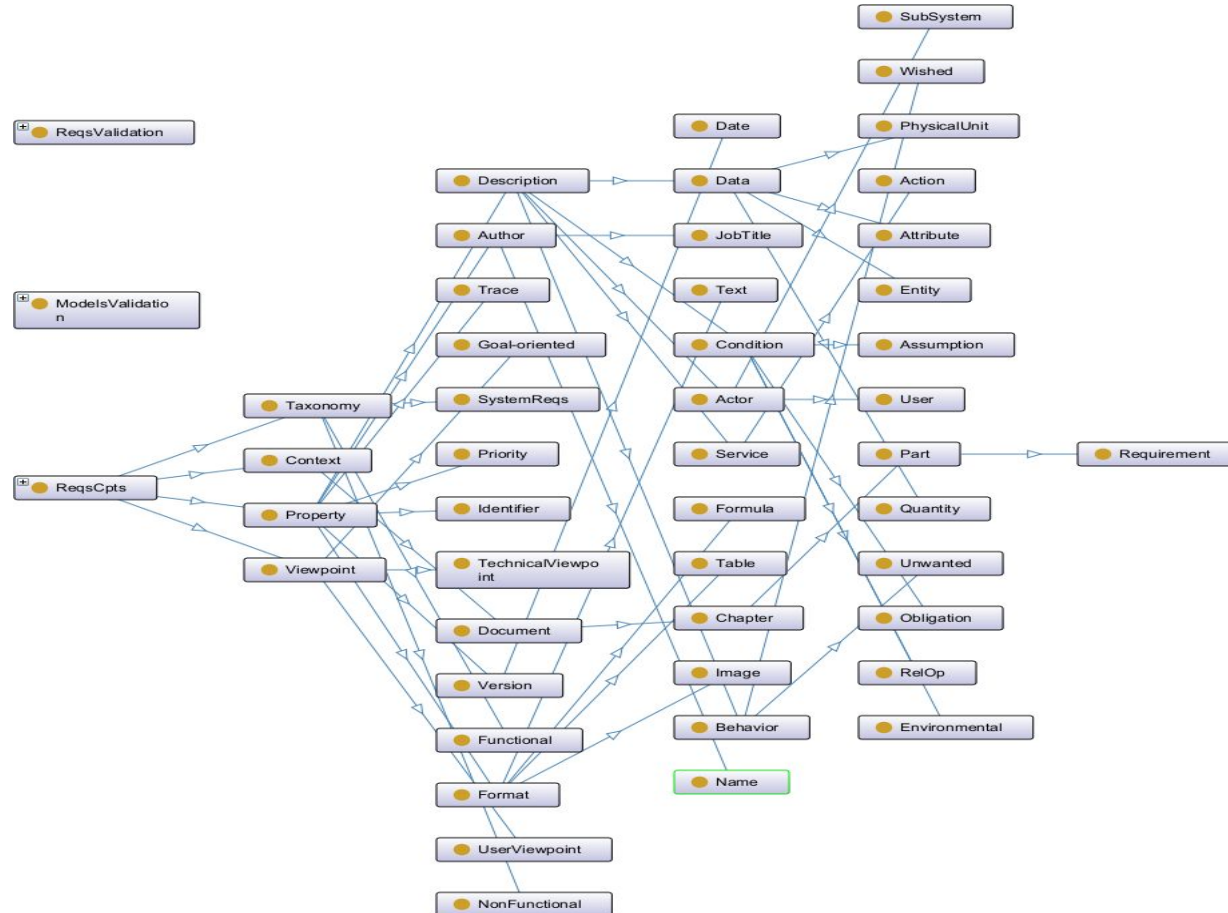 ReqsValidation
ModelsValidatio
n
ReqsCpts
Taxonomy
Context
Property
Viewpoint
Description
Author
Trace
Goal-oriented
SystemReqs
Priority
Identifier
TechnicalViewpo
int
Document
Version
Functional
Format
UserViewpoint
NonFunctional
Date
Data
JobTitle
Text
Condition
Actor
Service
Formula
Table
Chapter
Image
Behavior
Name
SubSystem
Wished
PhysicalUnit
Action
Attribute
Entity
Assumption
User
Part
Quantity
Unwanted
Obligation
RelOp
Environmental
Requirement